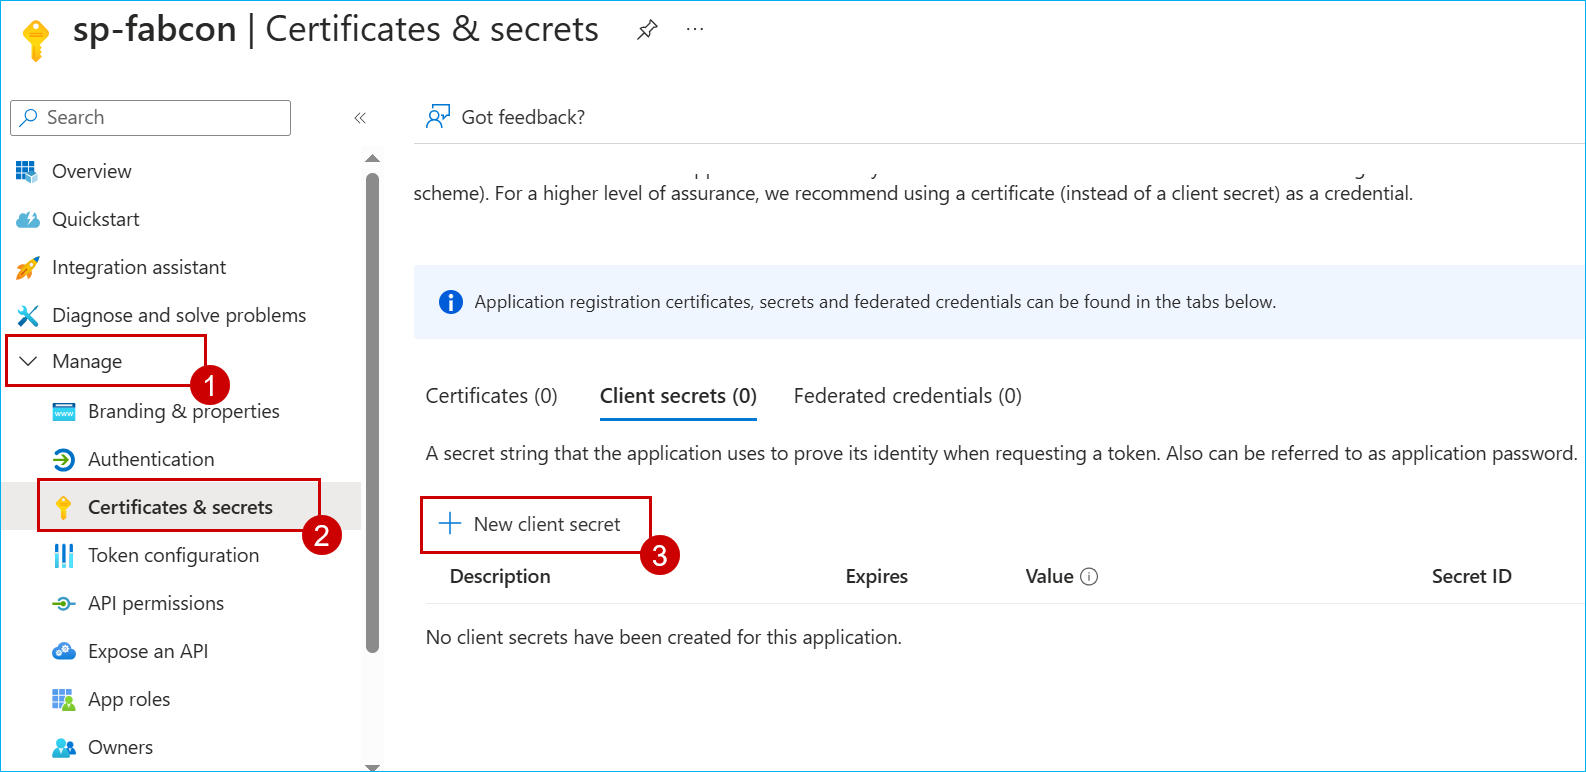 sp-fabcon | Certificates & secrets
Search
Got feedback?
Overview
scheme). For a higher level of assurance, we recommend using a certificate (instead of a client secret) as a credential.
Quickstart
Integration assistant
Application registration certificates, secrets and federated credentials can be found in the tabs below.
Diagnose and solve problems
Manage
1
Certificates (0) Client secrets (0) Federated credentials (0)
Branding & properties
www
Authentication
A secret string that the application uses to prove its identity when requesting a token. Also can be referred to as application password.
Certificates & secrets
2
New client secret
3
Token configuration
Description Expires Value Secret ID
API permissions
No client secrets have been created for this application.
Expose an API
App roles
Owners